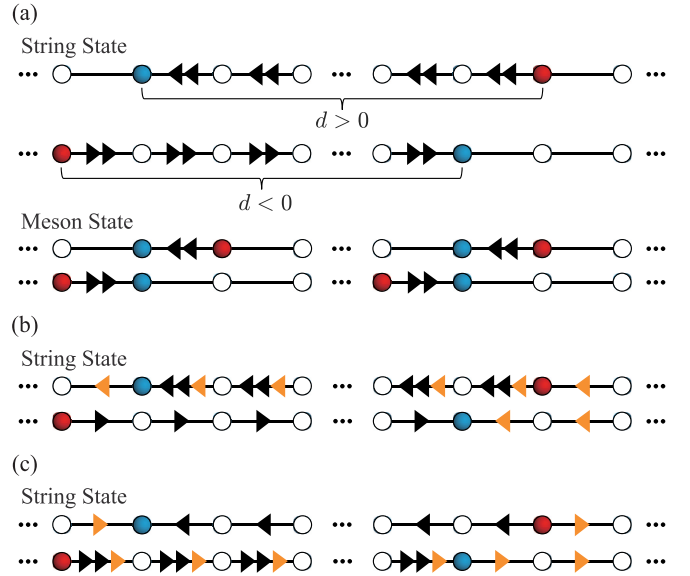 (a)
String State
d > 0
d < 0
Meson State
(b)
String State
(c)
String State